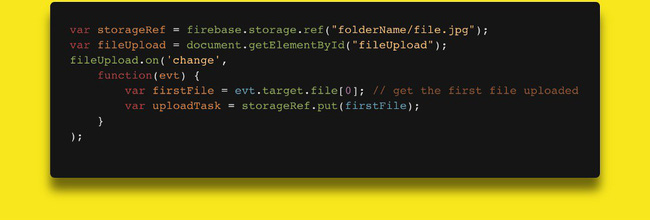 var storageRef = firebase.storage.ref("folderName/file.jpg");
var fileUpload = document.getElementById("fileUpload");
fileUpload.on('change',
    function(evt) {
        var firstFile = evt.target.file[0]; // get the first file uploaded
        var uploadTask = storageRef.put(firstFile);
    }
);